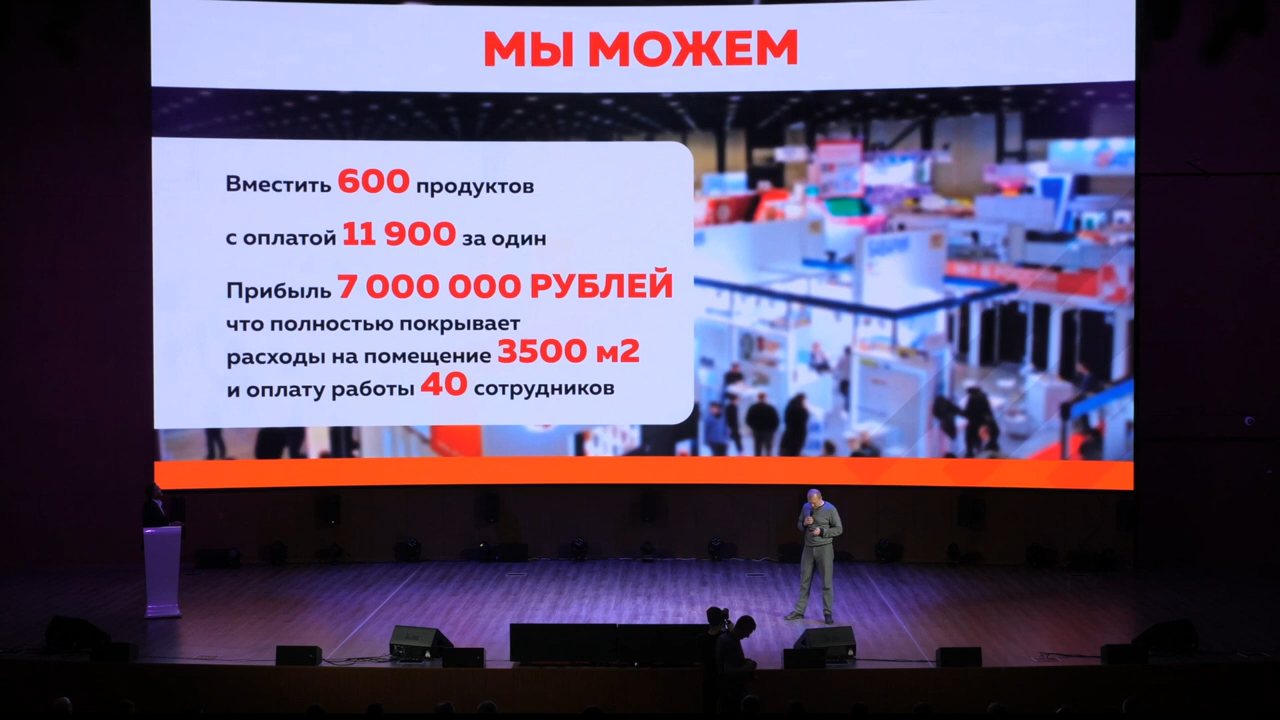 МЫ МОЖЕМ
Вместить 600 продуктов
с оплатой 11 900 за один
Прибыль 7 000 000 РУБЛЕЙ
что полностью покрывает
расходы на помещение 3500 м2
и оплату работы 40 сотрудников